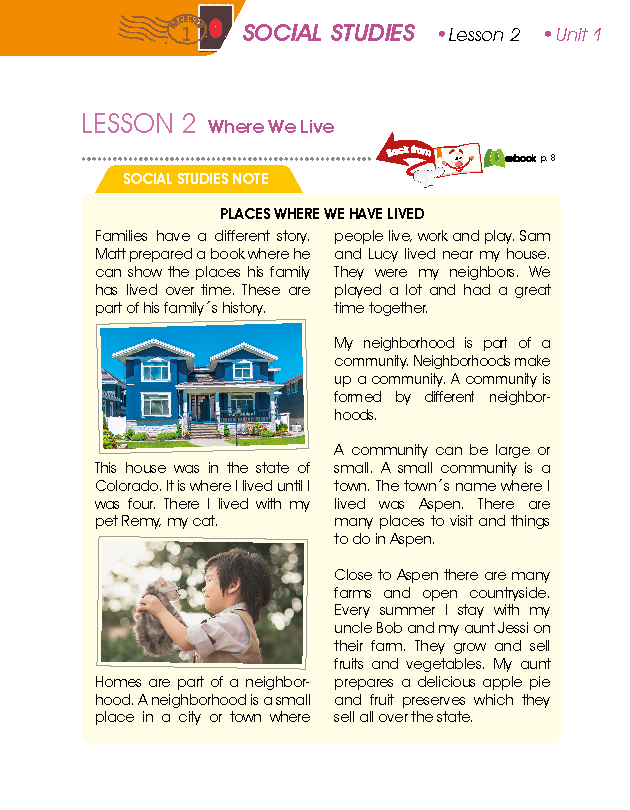 1
SOCIAL STUDIES • Lesson 2 • Unit 1
LESSON 2 Where We Live
Back from
book p. 8
SOCIAL STUDIES NOTE
PLACES WHERE WE HAVE LIVED
Families have a different story.
Matt prepared a book where he
can show the places his family
has lived over time. These are
part of his family´s history.
This house was in the state of
Colorado. It is where I lived until I
was four. There I lived with my
pet Remy, my cat.
Homes are part of a neighbor-
hood. A neighborhood is a small
place in a city or town where
people live, work and play. Sam
and Lucy lived near my house.
They were my neighbors. We
played a lot and had a great
time together.
My neighborhood is part of a
community. Neighborhoods make
up a community. A community is
formed by different neighbor-
hoods.
A community can be large or
small. A small community is a
town. The town´s name where I
lived was Aspen. There are
many places to visit and things
to do in Aspen.
Close to Aspen there are many
farms and open countryside.
Every summer I stay with my
uncle Bob and my aunt Jessi on
their farm. They grow and sell
fruits and vegetables. My aunt
prepares a delicious apple pie
and fruit preserves which they
sell all over the state.